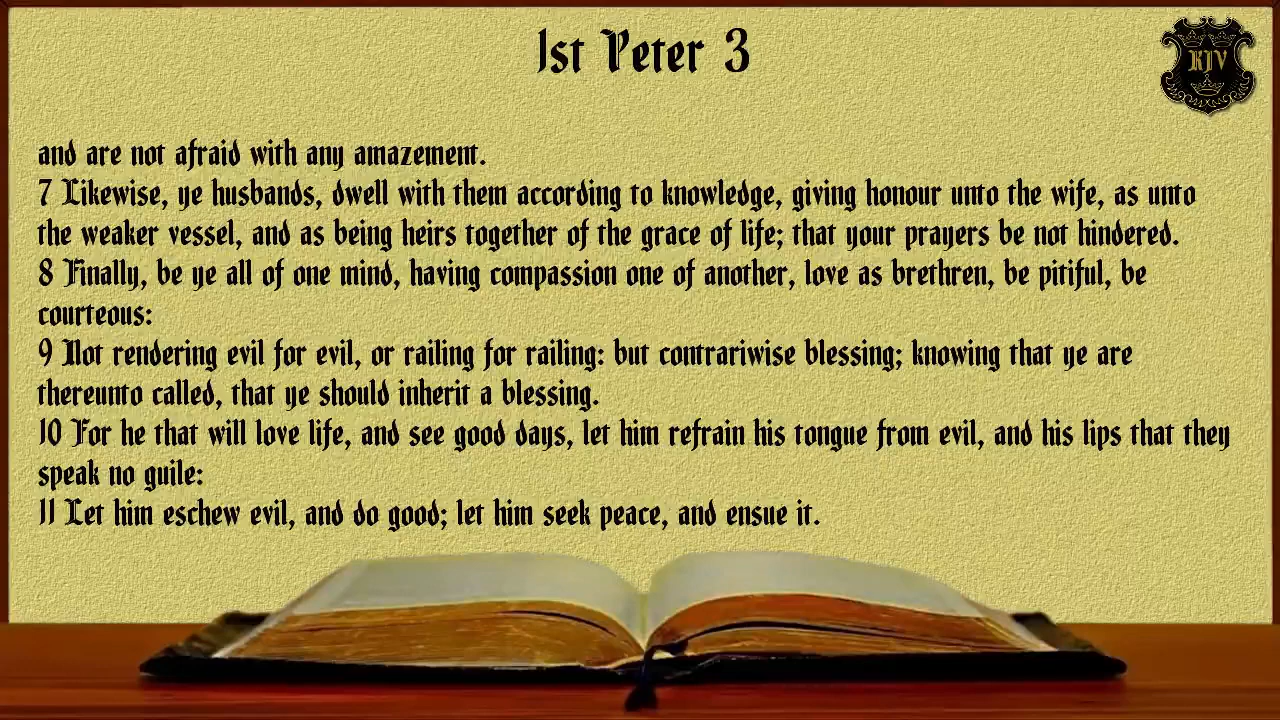 1st Peter 3
KJV
and are not afraid with any amazement.
7 Likewise, ye husbands, dwell with them according to knowledge, giving honour unto the wife, as unto
the weaker vessel, and as being heirs together of the grace of life; that your prayers be not hindered.
8 Finally, be ye all of one mind, having compassion one of another, love as brethren, be pitiful, be
courteous:
9 Not rendering evil for evil, or railing for railing: but contrariwise blessing; knowing that ye are
thereunto called, that ye should inherit a blessing.
10 For he that will love life, and see good days, let him refrain his tongue from evil, and his lips that they
speak no guile:
11 Let him eschew evil, and do good; let him seek peace, and ensue it.